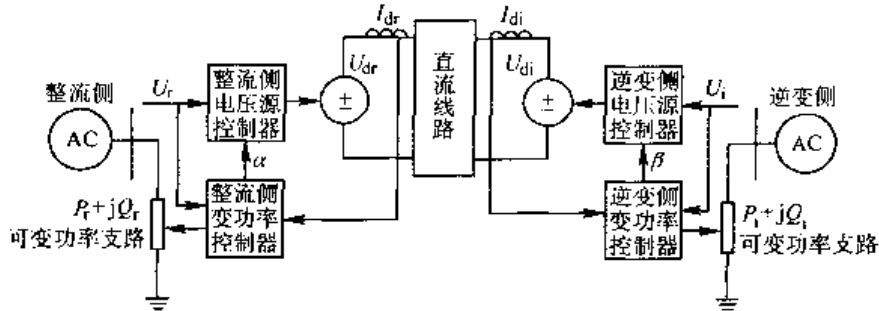 I_dr
I_di
整流侧
AC
U_r
整流侧
电压源
控制器
U_dr
±
直流线路
U_di
±
逆变侧
电压源
控制器
U_i
逆变侧
AC
α
β
P_r+jQ_r
可变功率支路
整流侧
变功率
控制器
逆变侧
变功率
控制器
P_i+jQ_i
可变功率支路